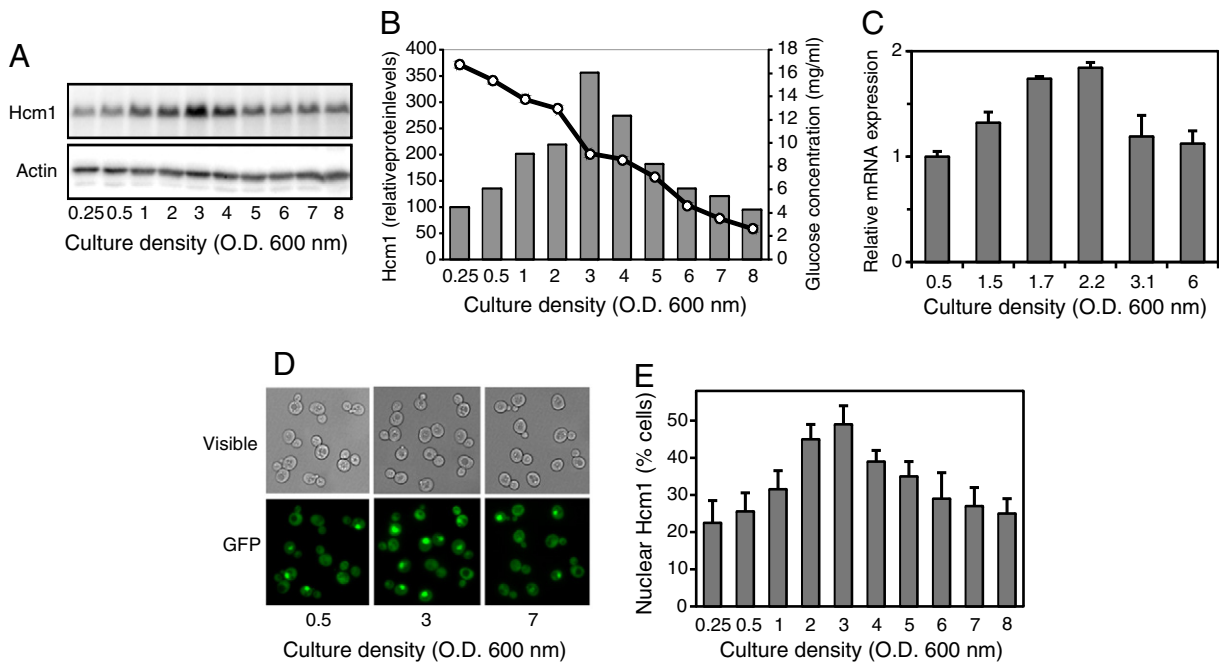 A
Hcm1
Actin
0.25 0.5 1 2 3 4 5 6 7 8
Culture density (O.D. 600 nm)
B
Hcm1 (relativeproteinlevels)
400
350
300
250
200
150
100
50
0
18
16
14
12
10
8
6
4
2
0
Glucose concentration (mg/ml)
0.25 0.5 1 2 3 4 5 6 7 8
Culture density (O.D. 600 nm)
C
Relative mRNA expression
2
1
0
0.5 1.5 1.7 2.2 3.1 6
Culture density (O.D. 600 nm)
D
Visible
GFP
0.5 3 7
Culture density (O.D. 600 nm)
E
Nuclear Hcm1 (% cells)
50
40
30
20
10
0
0.25 0.5 1 2 3 4 5 6 7 8
Culture density (O.D. 600 nm)